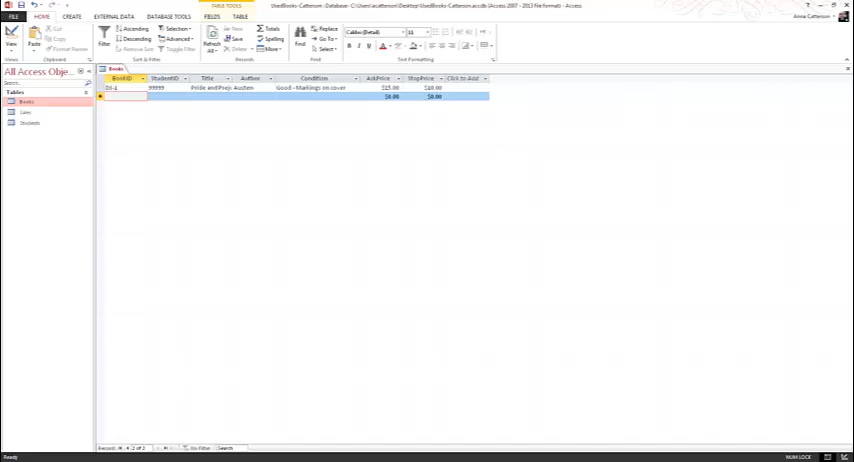 TABLE TOOLS
UsedBooks-Catterson : Database- C:\Users\acatterson\Desktop\UsedBooks-Catterson.accdb (Access 2007 - 2013 file format) - Access
FILE HOME CREATE EXTERNAL DATA DATABASE TOOLS FIELDS TABLE
Anne Catterson
View
Views
Paste
Cut
Copy
Format Painter
Clipboard
Filter
Ascending
Descending
Remove Sort
Selection
Advanced
Toggle Filter
Sort & Filter
Refresh
All
New
Save
Delete
Totals
Spelling
More
Records
Find
Replace
Go To
Select
Find
Calibri (Detail) 11
B I U A
Text Formatting
All Access Obje...
Search...
Tables
Books
Sales
Students
Books
BookID StudentID Title Author Condition AskPrice StopPrice Click to Add
99999 Pride and Prej Austen Good - Markings on cover $15.00 $10.00
$0.00 $0.00
Record: 2 of 2 No Filter Search
Ready
NUM LOCK